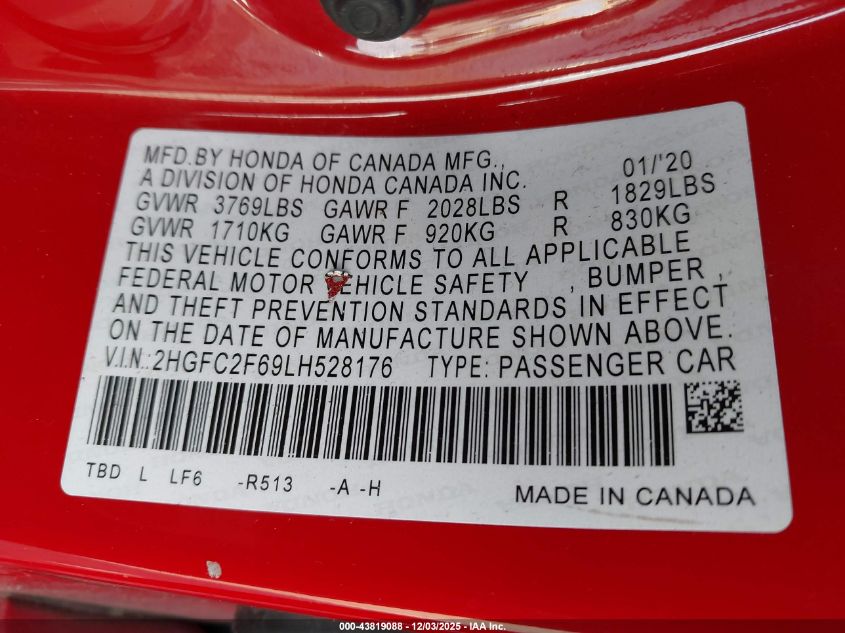 MFD.BY HONDA OF CANADA MFG., 01/'20
A DIVISION OF HONDA CANADA INC.
GVWR 3769LBS GAWR F 2028LBS R 1829LBS
GVWR 1710KG GAWR F 920KG R 830KG
THIS VEHICLE CONFORMS TO ALL APPLICABLE
FEDERAL MOTOR VEHICLE SAFETY , BUMPER ,
AND THEFT PREVENTION STANDARDS IN EFFECT
ON THE DATE OF MANUFACTURE SHOWN ABOVE.
V.I.N.:2HGFC2F69LH528176 TYPE: PASSENGER CAR
TBD L LF6 -R513 -A -H MADE IN CANADA
000-43819088 - 12/03/2025 - IAA Inc.